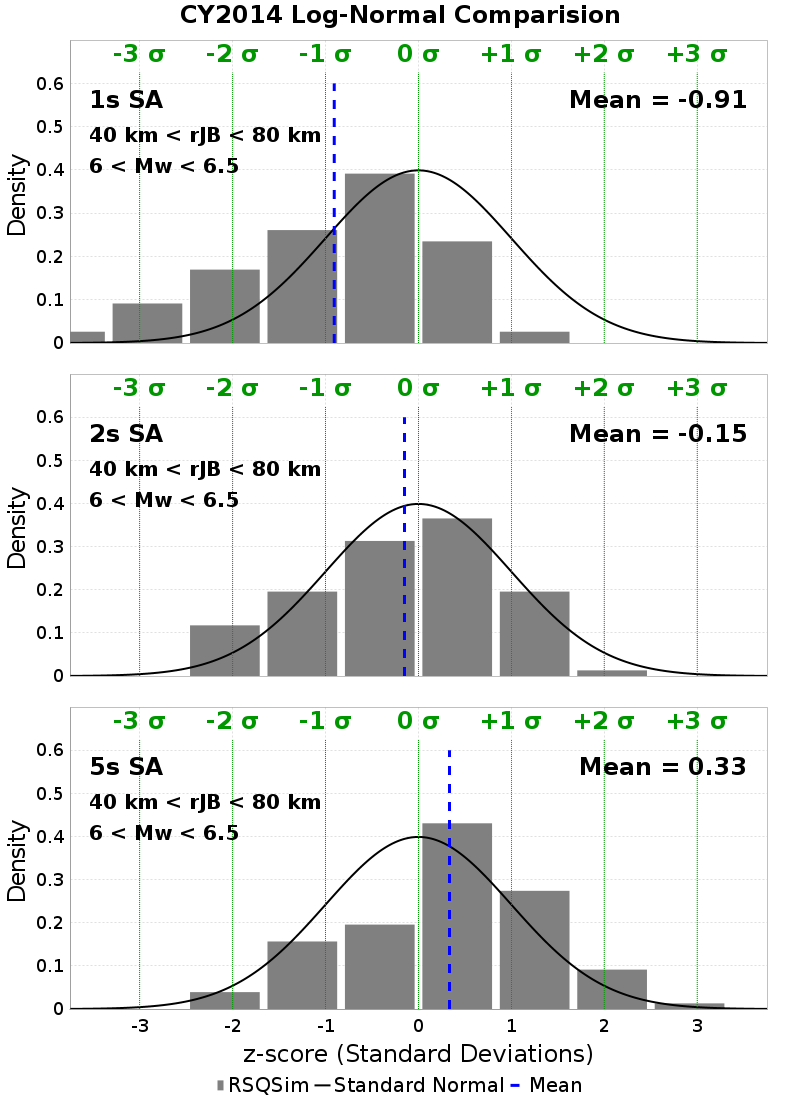 CY2014 Log-Normal Comparision
-3 σ -2 σ -1 σ 0 σ +1 σ +2 σ +3 σ
1s SA Mean = -0.91
40 km < rJB < 80 km
6 < Mw < 6.5
Density
0.6
0.5
0.4
0.3
0.2
0.1
0
-3 σ -2 σ -1 σ 0 σ +1 σ +2 σ +3 σ
2s SA Mean = -0.15
40 km < rJB < 80 km
6 < Mw < 6.5
Density
0.6
0.5
0.4
0.3
0.2
0.1
0
-3 σ -2 σ -1 σ 0 σ +1 σ +2 σ +3 σ
5s SA Mean = 0.33
40 km < rJB < 80 km
6 < Mw < 6.5
Density
0.6
0.5
0.4
0.3
0.2
0.1
0
-3 -2 -1 0 1 2 3
z-score (Standard Deviations)
RSQSim Standard Normal Mean